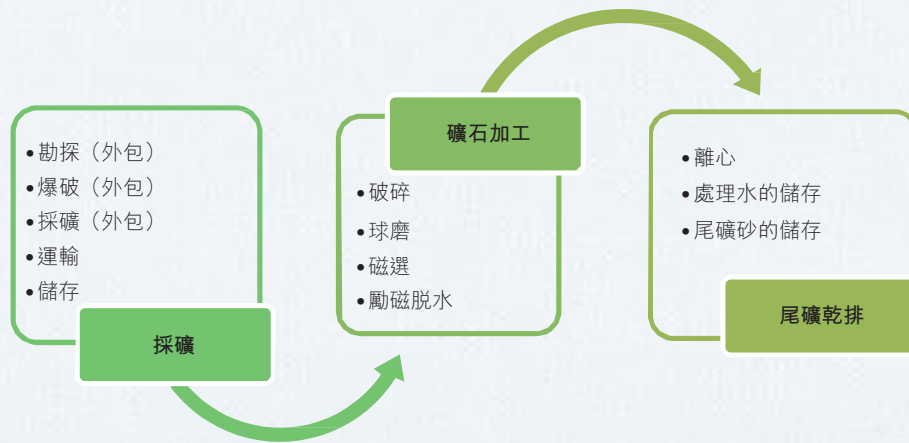 •勘探（外包）
•爆破（外包）
•採礦（外包）
•運輸
•儲存
採礦
礦石加工
•破碎
•球磨
•磁選
•勵磁脫水
•離心
•處理水的儲存
•尾礦砂的儲存
尾礦乾排